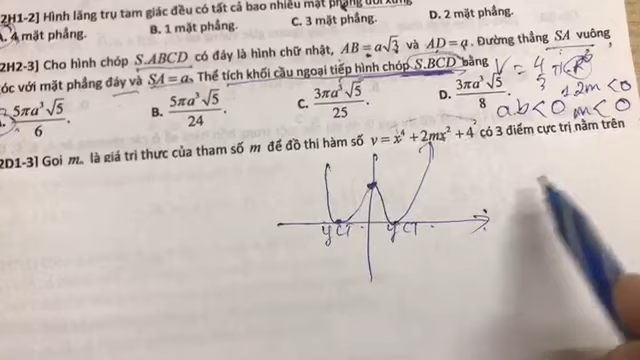 2H1-2] Hình lăng trụ tam giác đều có tất cả bao nhiêu mặt phẳng đối xứng
A. 4 mặt phẳng. B. 1 mặt phẳng. C. 3 mặt phẳng. D. 2 mặt phẳng.
2H2-3] Cho hình chóp S.ABCD có đáy là hình chữ nhật, AB = a√3 và AD = a. Đường thẳng SA vuông
óc với mặt phẳng đáy và SA = a. Thể tích khối cầu ngoại tiếp hình chóp S.BCD bằng
V = 4/3 πR³
5πa³√5/6. B. 5πa³√5/24. C. 3πa³√5/25. D. 3πa³√5/8.
2m < 0
ab < 0 m < 0
2D1-3] Gọi m₀ là giá trị thực của tham số m để đồ thị hàm số y = x⁴ + 2mx² + 4 có 3 điểm cực trị nằm trên
yCT yCT